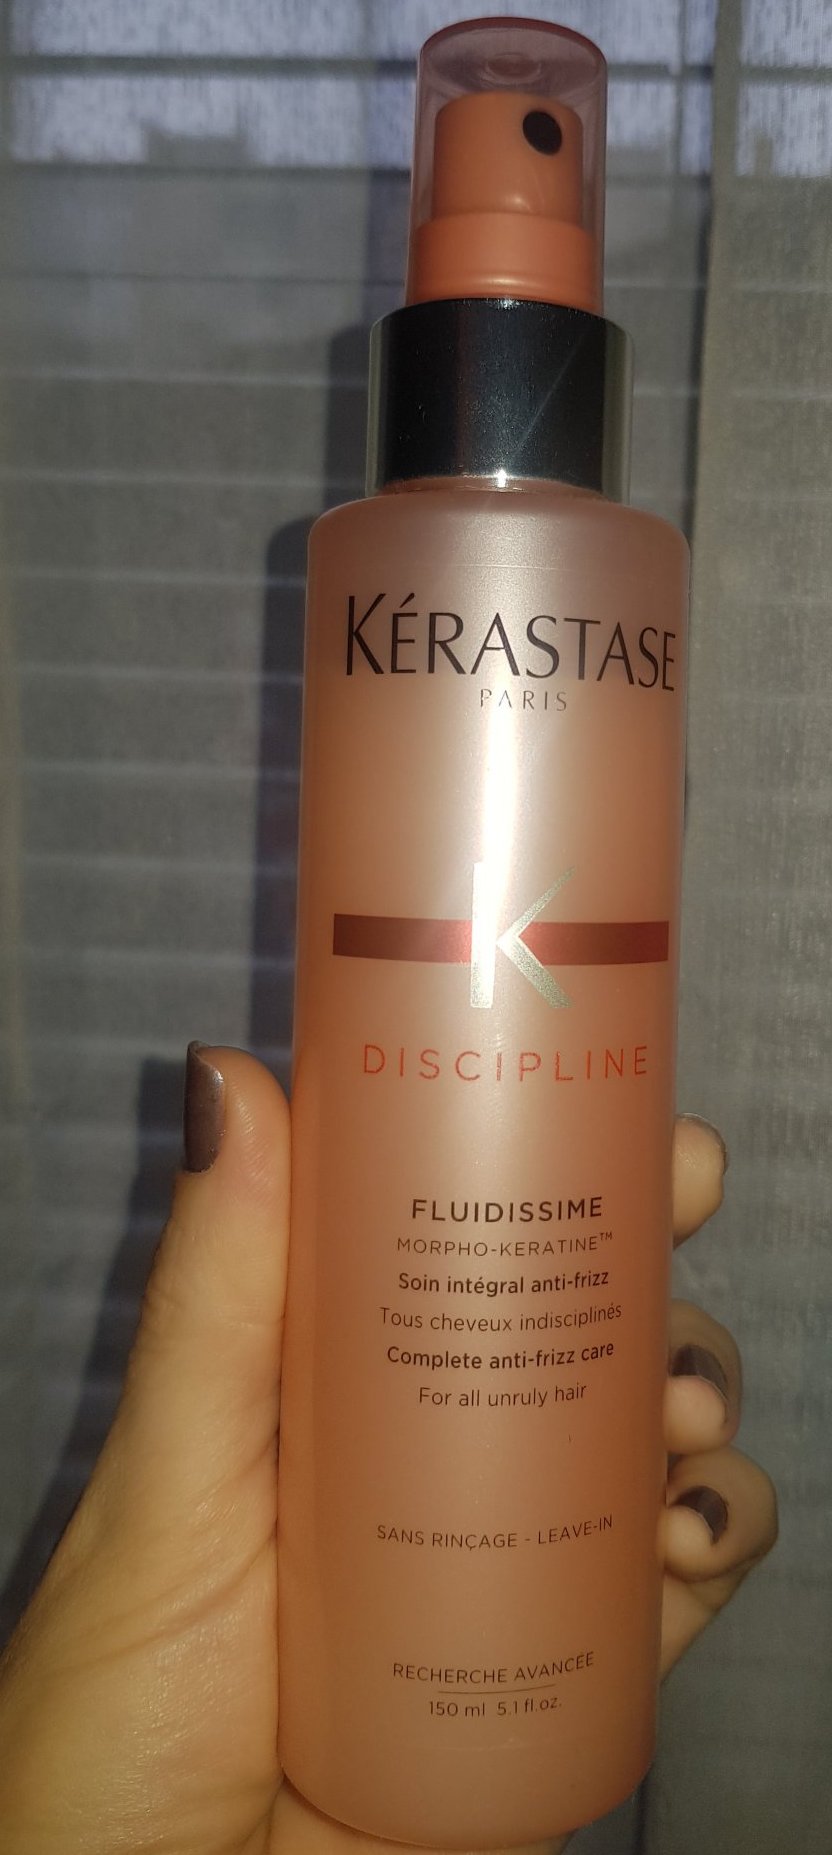 KÉRASTASE
PARIS
K
DISCIPLINE
FLUIDISSIME
MORPHO-KERATINE™
Soin intégral anti-frizz
Tous cheveux indisciplinés
Complete anti-frizz care
For all unruly hair
SANS RINÇAGE - LEAVE-IN
RECHERCHE AVANCÉE
150 ml 5.1 fl.oz.